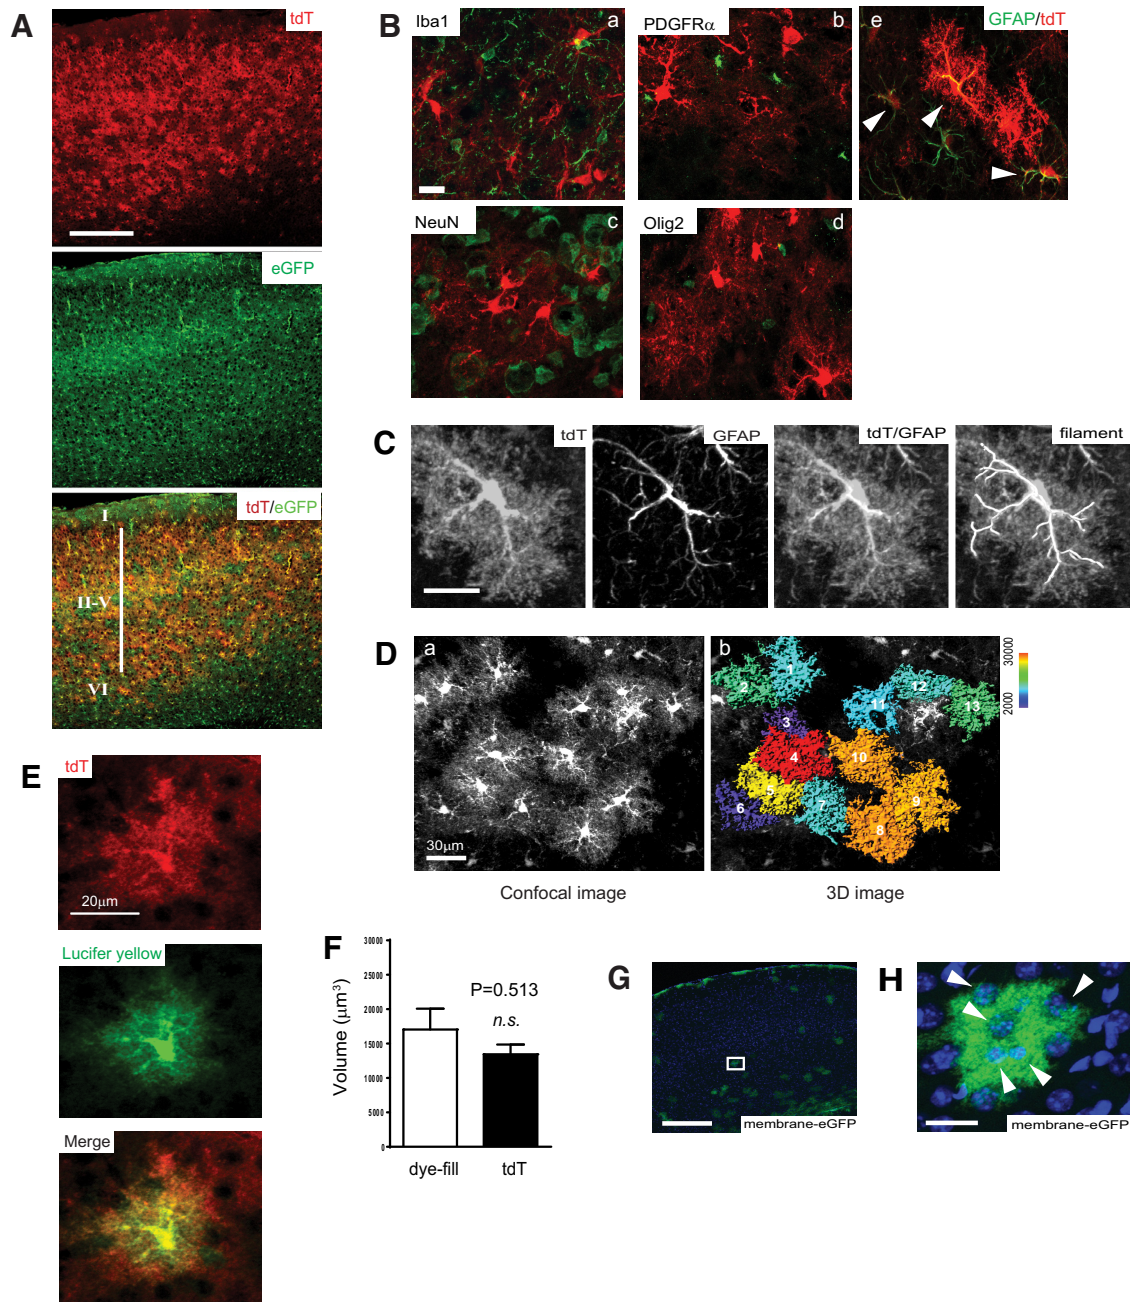 A
tdT
eGFP
tdT/eGFP
I
II-V
VI
B
Iba1
a
PDGFRα
b
e
GFAP/tdT
NeuN
c
Olig2
d
C
tdT
GFAP
tdT/GFAP
filament
D
a
30μm
Confocal image
b
1
2
3
4
5
6
7
8
9
10
11
12
13
30000
2000
3D image
E
tdT
20μm
Lucifer yellow
Merge
F
Volume (μm³)
30000
25000
20000
15000
10000
5000
0
P=0.513
n.s.
dye-fill
tdT
G
membrane-eGFP
H
membrane-eGFP